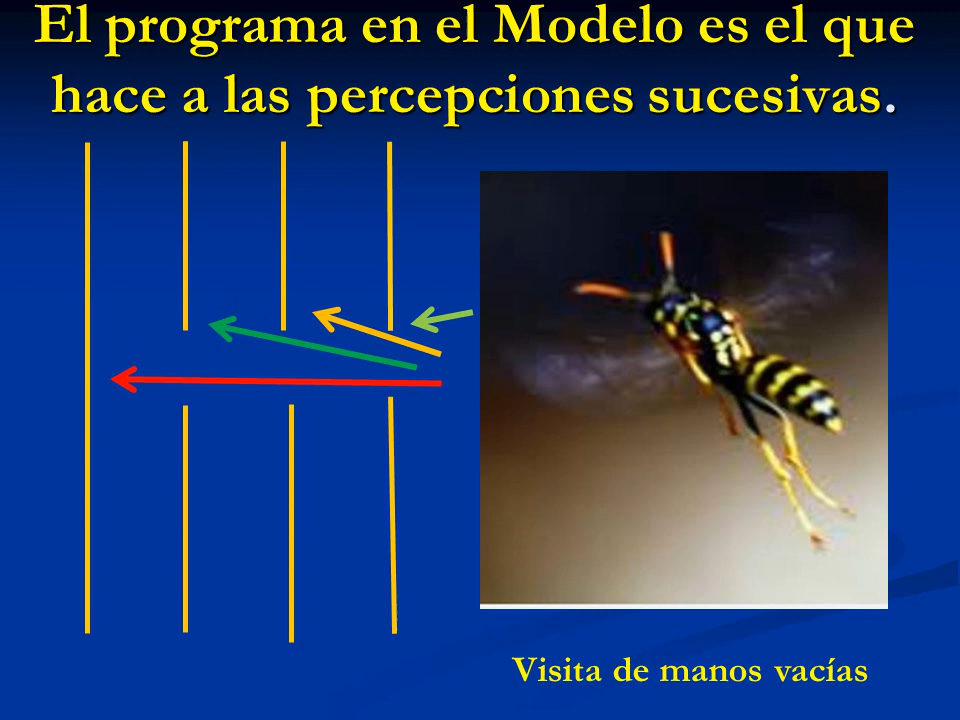 El programa en el Modelo es el que
hace a las percepciones sucesivas.
Visita de manos vacías